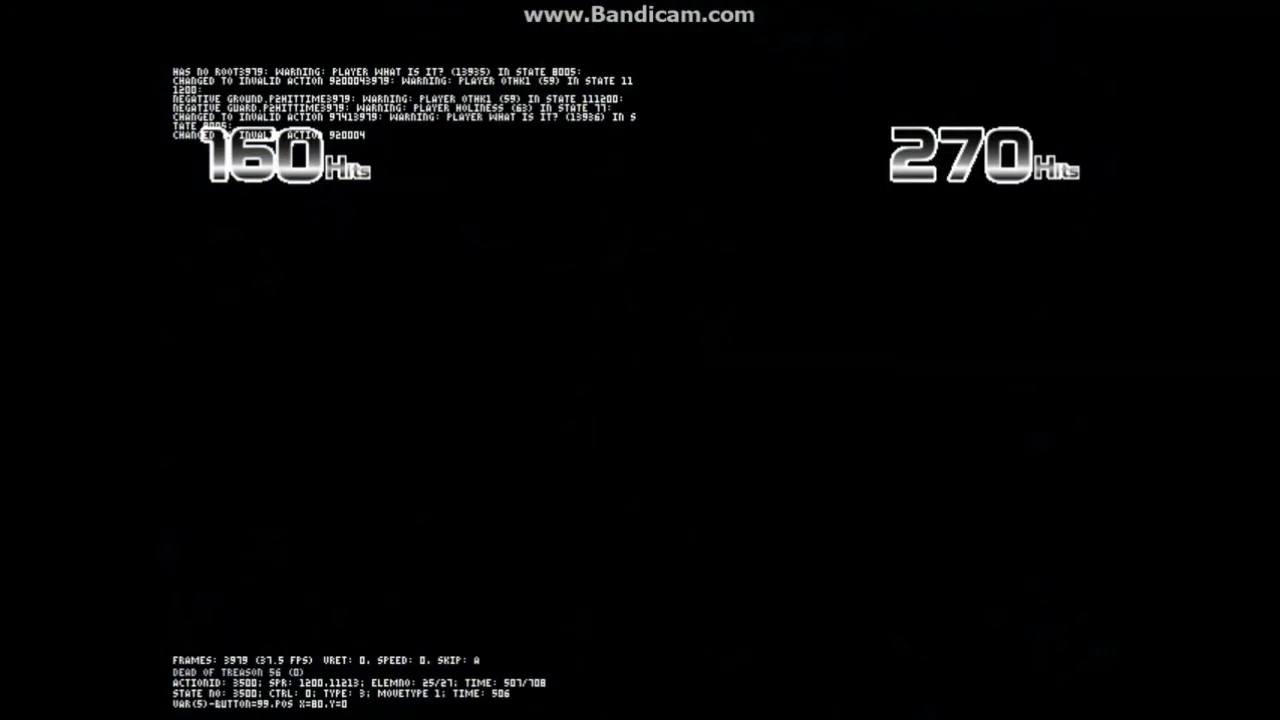 www.Bandicam.com
HAS NO ROOT3979: WARNING: PLAYER WHAT IS IT? (13935) IN STATE 8005:
CHANGED TO INVALID ACTION 9200043979: WARNING: PLAYER OTHK1 (59) IN STATE 11
1200:
NEGATIVE GROUND.P2HITTIME3979: WARNING: PLAYER OTHK1 (59) IN STATE 111200:
NEGATIVE GUARD.P2HITTIME3979: WARNING: PLAYER HOLINESS (63) IN STATE 77:
CHANGED TO INVALID ACTION 97413979: WARNING: PLAYER WHAT IS IT? (13936) IN S
TATE 8005:
CHANGED TO INVALID ACTION 920004
160Hits
270Hits
FRAMES: 3979 (37.5 FPS) VRET: 0. SPEED: 0. SKIP: A
DEAD OF TREASON 56 (0)
ACTIONID: 3500; SPR: 1200,11213; ELEMNO: 25/27; TIME: 507/708
STATE NO: 3500; CTRL: 0; TYPE: 3; MOVETYPE 1; TIME: 506
VAR(5)-BUTTON=99.POS X=80.Y=0